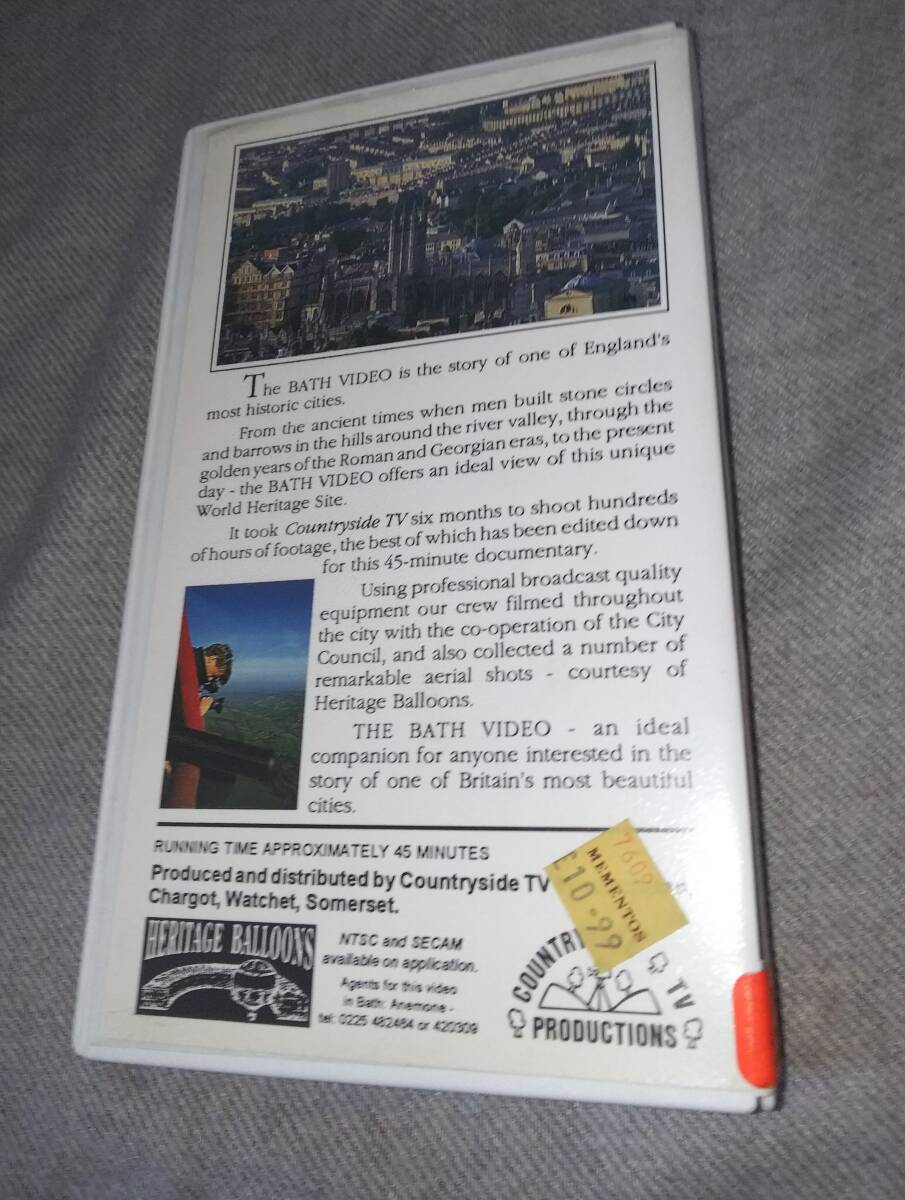 The BATH VIDEO is the story of one of England's
most historic cities.
From the ancient times when men built stone circles
and barrows in the hills around the river valley, through the
golden years of the Roman and Georgian eras, to the present
day - the BATH VIDEO offers an ideal view of this unique
World Heritage Site.
It took Countryside TV six months to shoot hundreds
of hours of footage, the best of which has been edited down
for this 45-minute documentary.
Using professional broadcast quality
equipment our crew filmed throughout
the city with the co-operation of the City
Council, and also collected a number of
remarkable aerial shots - courtesy of
Heritage Balloons.
THE BATH VIDEO - an ideal
companion for anyone interested in the
story of one of Britain's most beautiful
cities.
RUNNING TIME APPROXIMATELY 45 MINUTES
Produced and distributed by Countryside TV
Chargot, Watchet, Somerset.
HERITAGE BALLOONS
NTSC and SECAM
available on application.
Agents for this video
in Bath: Anemone -
tel: 0225 482484 or 420309
7609
MEMENTOS
£10.99
COUNTRY
TV
PRODUCTIONS